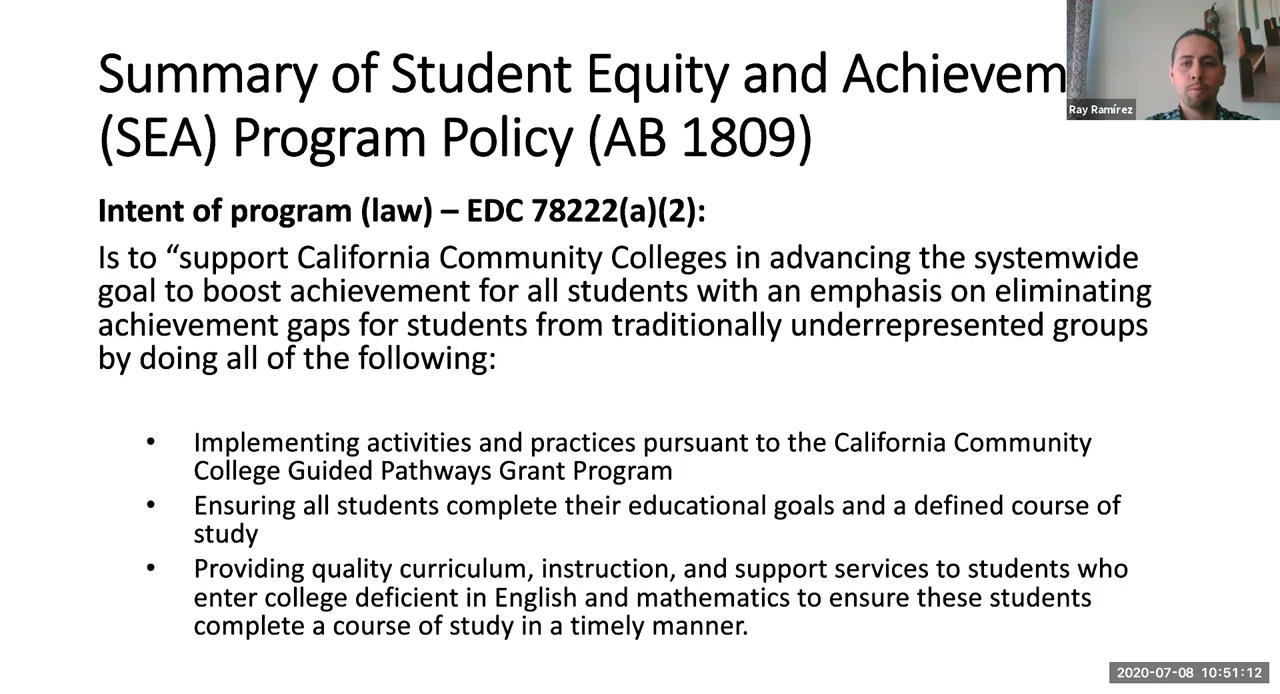 Summary of Student Equity and Achievem
(SEA) Program Policy (AB 1809)
Ray Ramírez
Intent of program (law) – EDC 78222(a)(2):
Is to “support California Community Colleges in advancing the systemwide
goal to boost achievement for all students with an emphasis on eliminating
achievement gaps for students from traditionally underrepresented groups
by doing all of the following:
• Implementing activities and practices pursuant to the California Community
College Guided Pathways Grant Program
• Ensuring all students complete their educational goals and a defined course of
study
• Providing quality curriculum, instruction, and support services to students who
enter college deficient in English and mathematics to ensure these students
complete a course of study in a timely manner.
2020-07-08 10:51:12